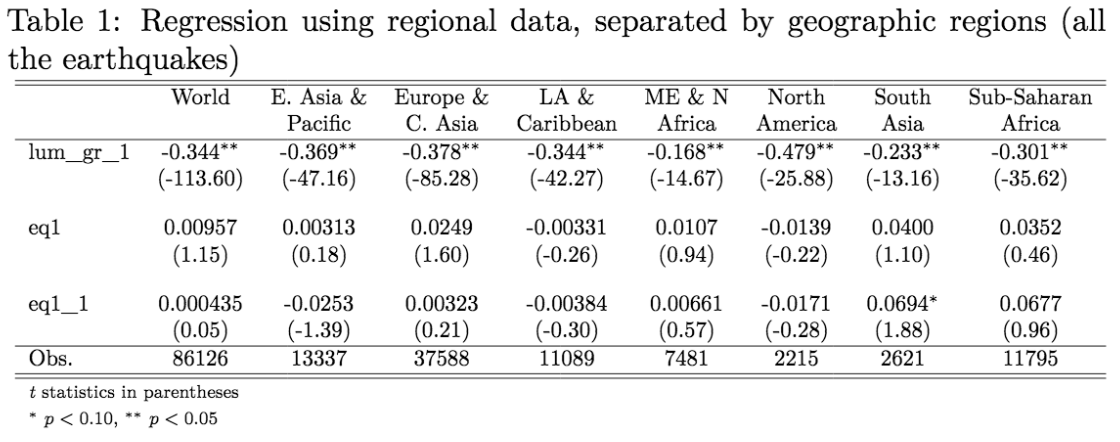 Table 1: Regression using regional data, separated by geographic regions (all
the earthquakes)
World E. Asia & Europe & LA & ME & N North South Sub-Saharan
Pacific C. Asia Caribbean Africa America Asia Africa
lum_gr_1 -0.344** -0.369** -0.378** -0.344** -0.168** -0.479** -0.233** -0.301**
(-113.60) (-47.16) (-85.28) (-42.27) (-14.67) (-25.88) (-13.16) (-35.62)
eq1 0.00957 0.00313 0.0249 -0.00331 0.0107 -0.0139 0.0400 0.0352
(1.15) (0.18) (1.60) (-0.26) (0.94) (-0.22) (1.10) (0.46)
eq1_1 0.000435 -0.0253 0.00323 -0.00384 0.00661 -0.0171 0.0694* 0.0677
(0.05) (-1.39) (0.21) (-0.30) (0.57) (-0.28) (1.88) (0.96)
Obs. 86126 13337 37588 11089 7481 2215 2621 11795
t statistics in parentheses
* p < 0.10, ** p < 0.05